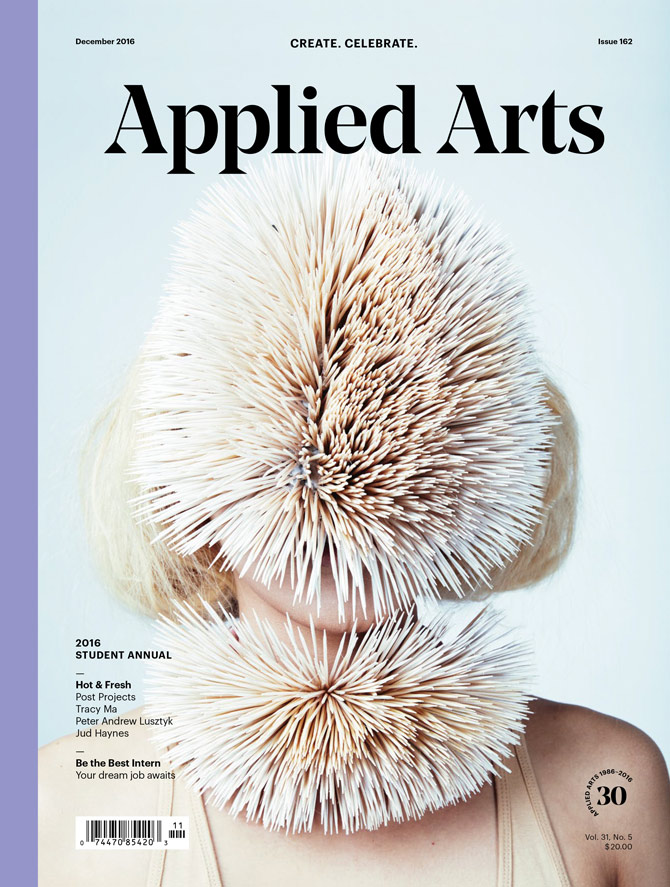 December 2016
CREATE. CELEBRATE.
Issue 162
Applied Arts
2016
STUDENT ANNUAL
Hot & Fresh
Post Projects
Tracy Ma
Peter Andrew Lusztyk
Jud Haynes
Be the Best Intern
Your dream job awaits
11
0 74470 85420 3
APPLIED ARTS 1986–2016
30
Vol. 31, No. 5
$20.00